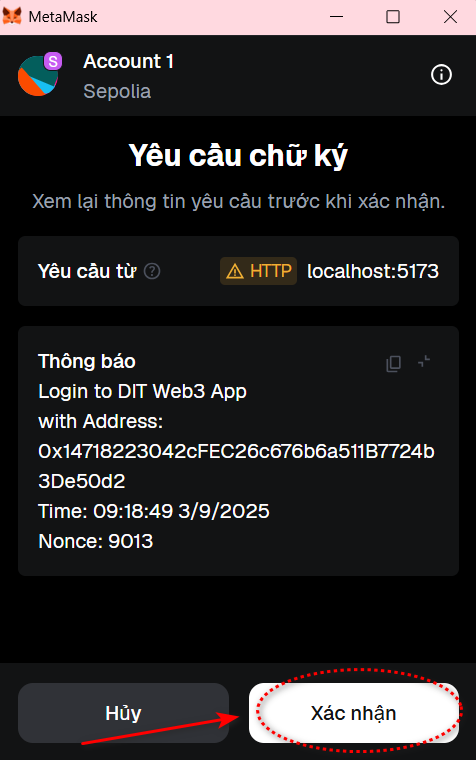 MetaMask
S
Account 1
Sepolia
Yêu cầu chữ ký
Xem lại thông tin yêu cầu trước khi xác nhận.
Yêu cầu từ HTTP localhost:5173
Thông báo
Login to DIT Web3 App
with Address:
0x14718223042cFEC26c676b6a511B7724b
3De50d2
Time: 09:18:49 3/9/2025
Nonce: 9013
Hủy Xác nhận